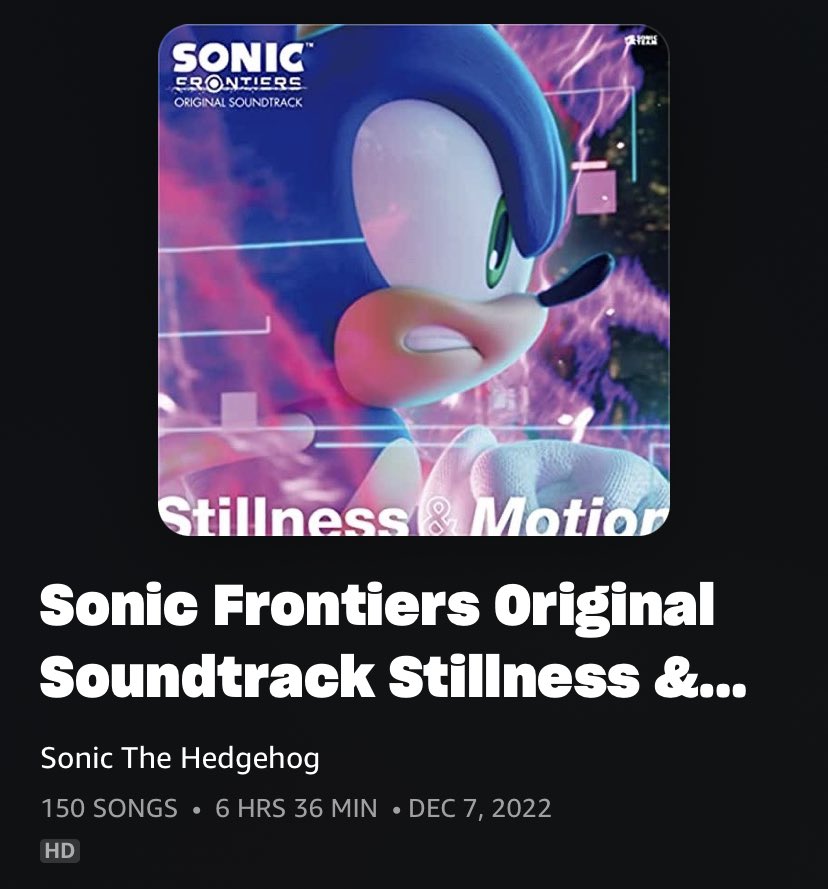 SONIC™
FRONTIERS
ORIGINAL SOUNDTRACK
SONIC
TEAM
Stillness & Motion
Sonic Frontiers Original
Soundtrack Stillness &...
Sonic The Hedgehog
150 SONGS • 6 HRS 36 MIN • DEC 7, 2022
HD